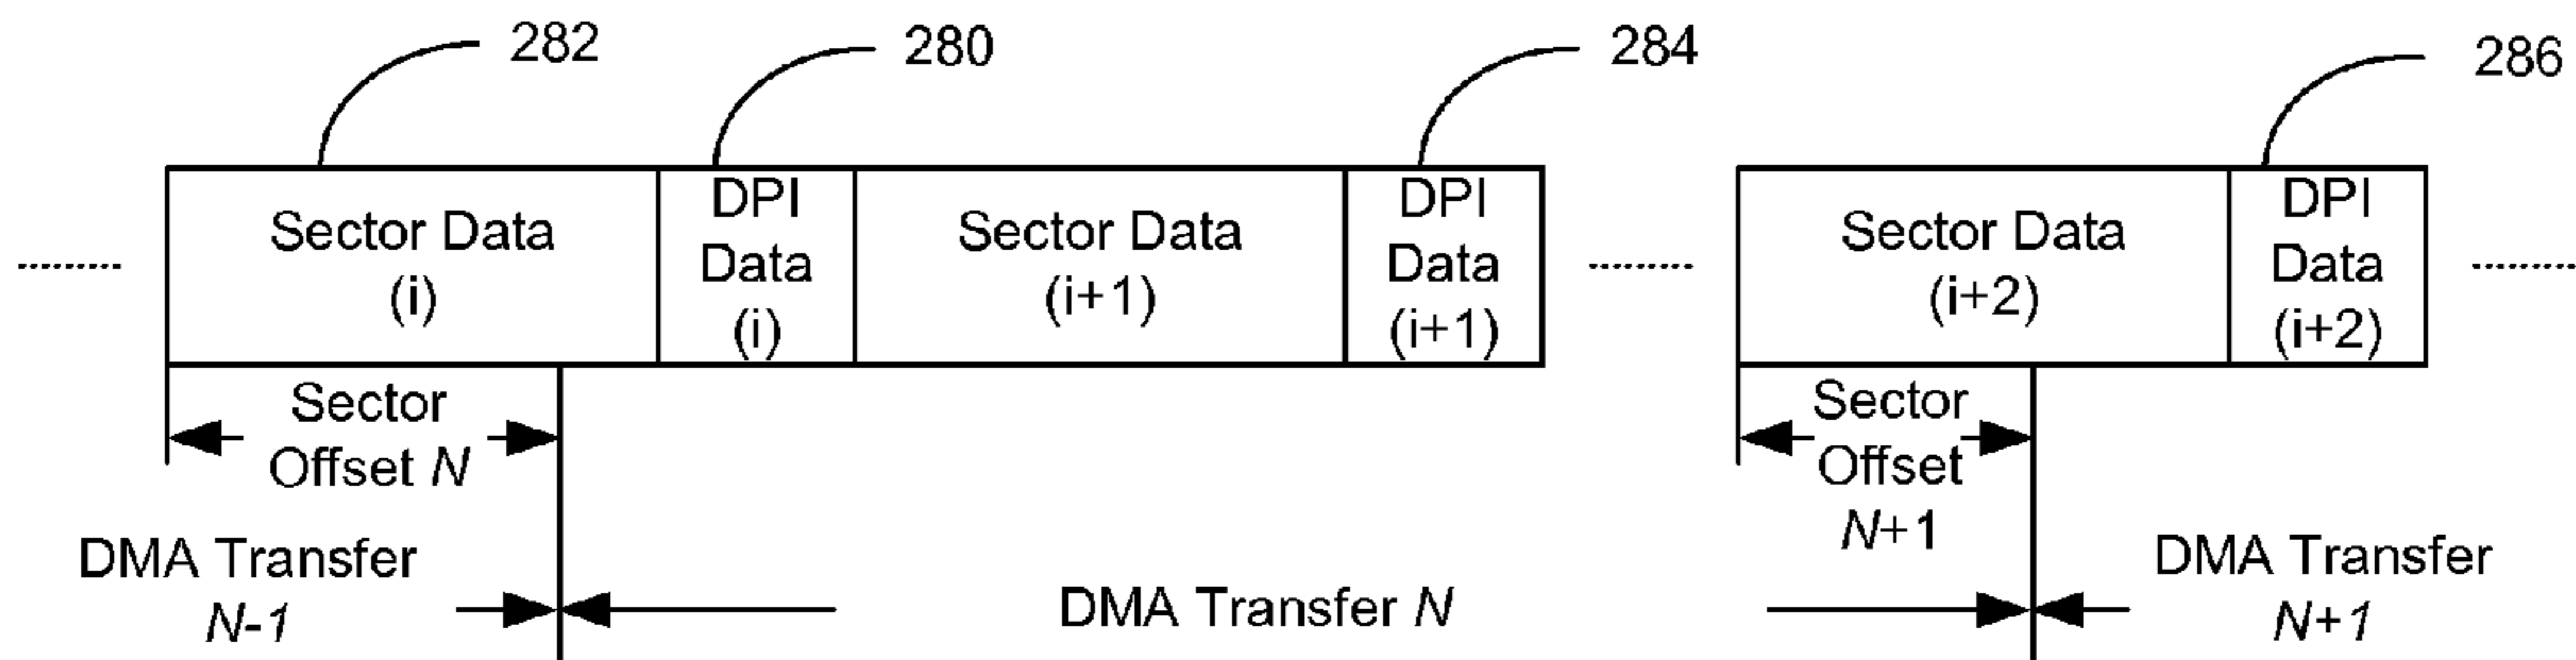 282
280
284
286
Sector Data
(i)
DPI
Data
(i)
Sector Data
(i+1)
DPI
Data
(i+1)
Sector Data
(i+2)
DPI
Data
(i+2)
Sector
Offset N
Sector
Offset
N+1
DMA Transfer
N-1
DMA Transfer N
DMA Transfer
N+1